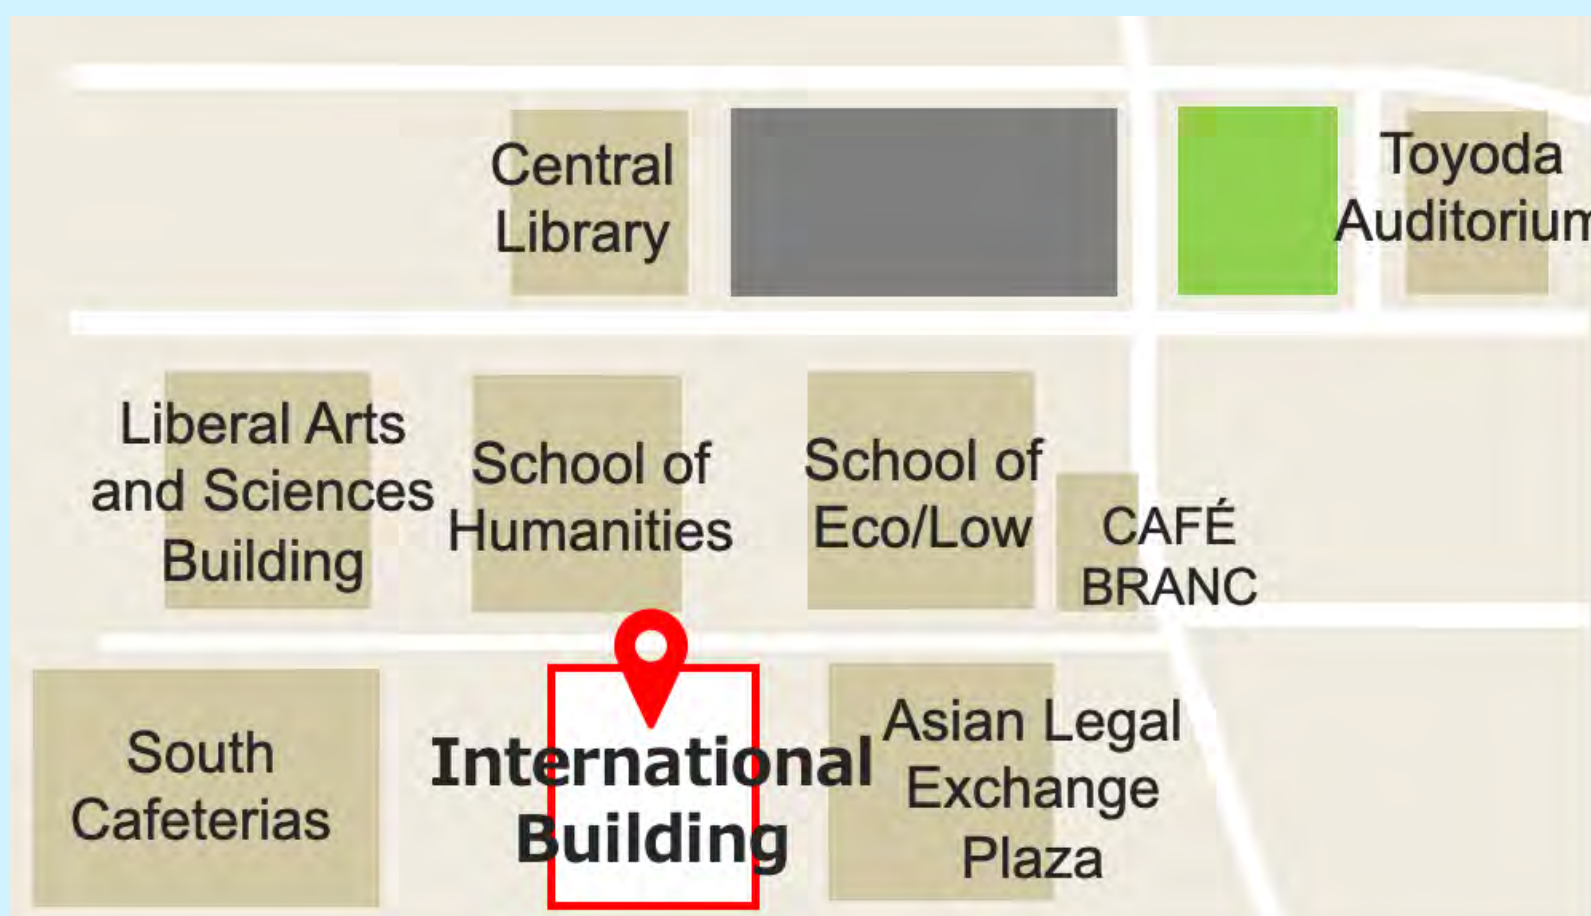 Central
Library
Toyoda
Auditorium
Liberal Arts
and Sciences
Building
School of
Humanities
School of
Eco/Low
CAFÉ
BRANC
South
Cafeterias
International
Building
Asian Legal
Exchange
Plaza